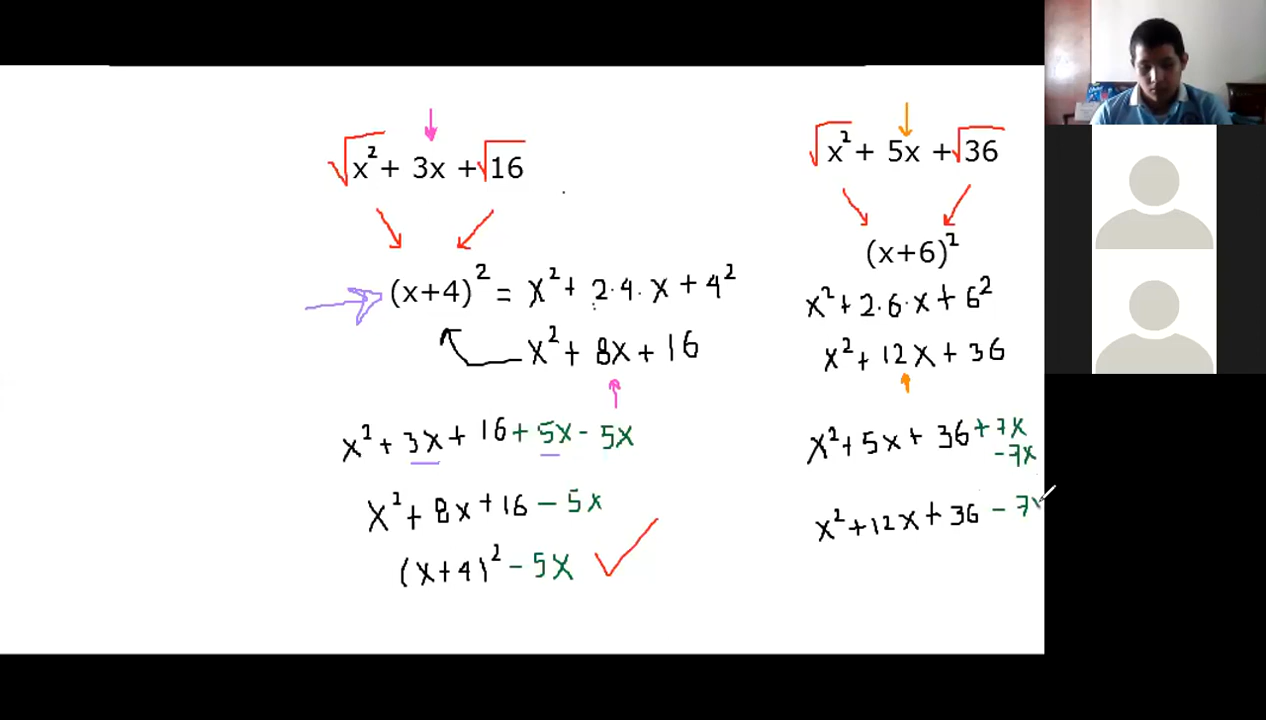 √x² + 3x + √16
(x+4)² = x² + 2·4·x + 4²
x² + 8x + 16
x² + 3x + 16 + 5x - 5x
x² + 8x + 16 - 5x
(x+4)² - 5x
√x² + 5x + √36
(x+6)²
x² + 2·6·x + 6²
x² + 12x + 36
x² + 5x + 36 + 7x
- 7x
x² + 12x + 36 - 7x